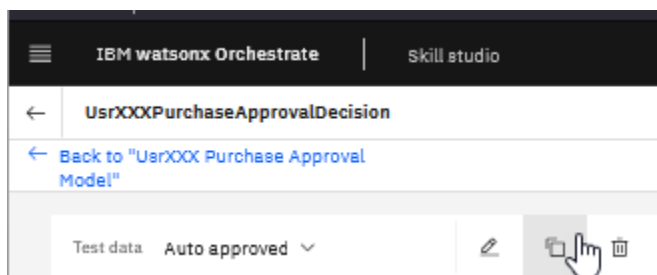 IBM watsonx Orchestrate Skill studio
UsrXXXPurchaseApprovalDecision
Back to "UsrXXX Purchase Approval
Model"
Test data Auto approved